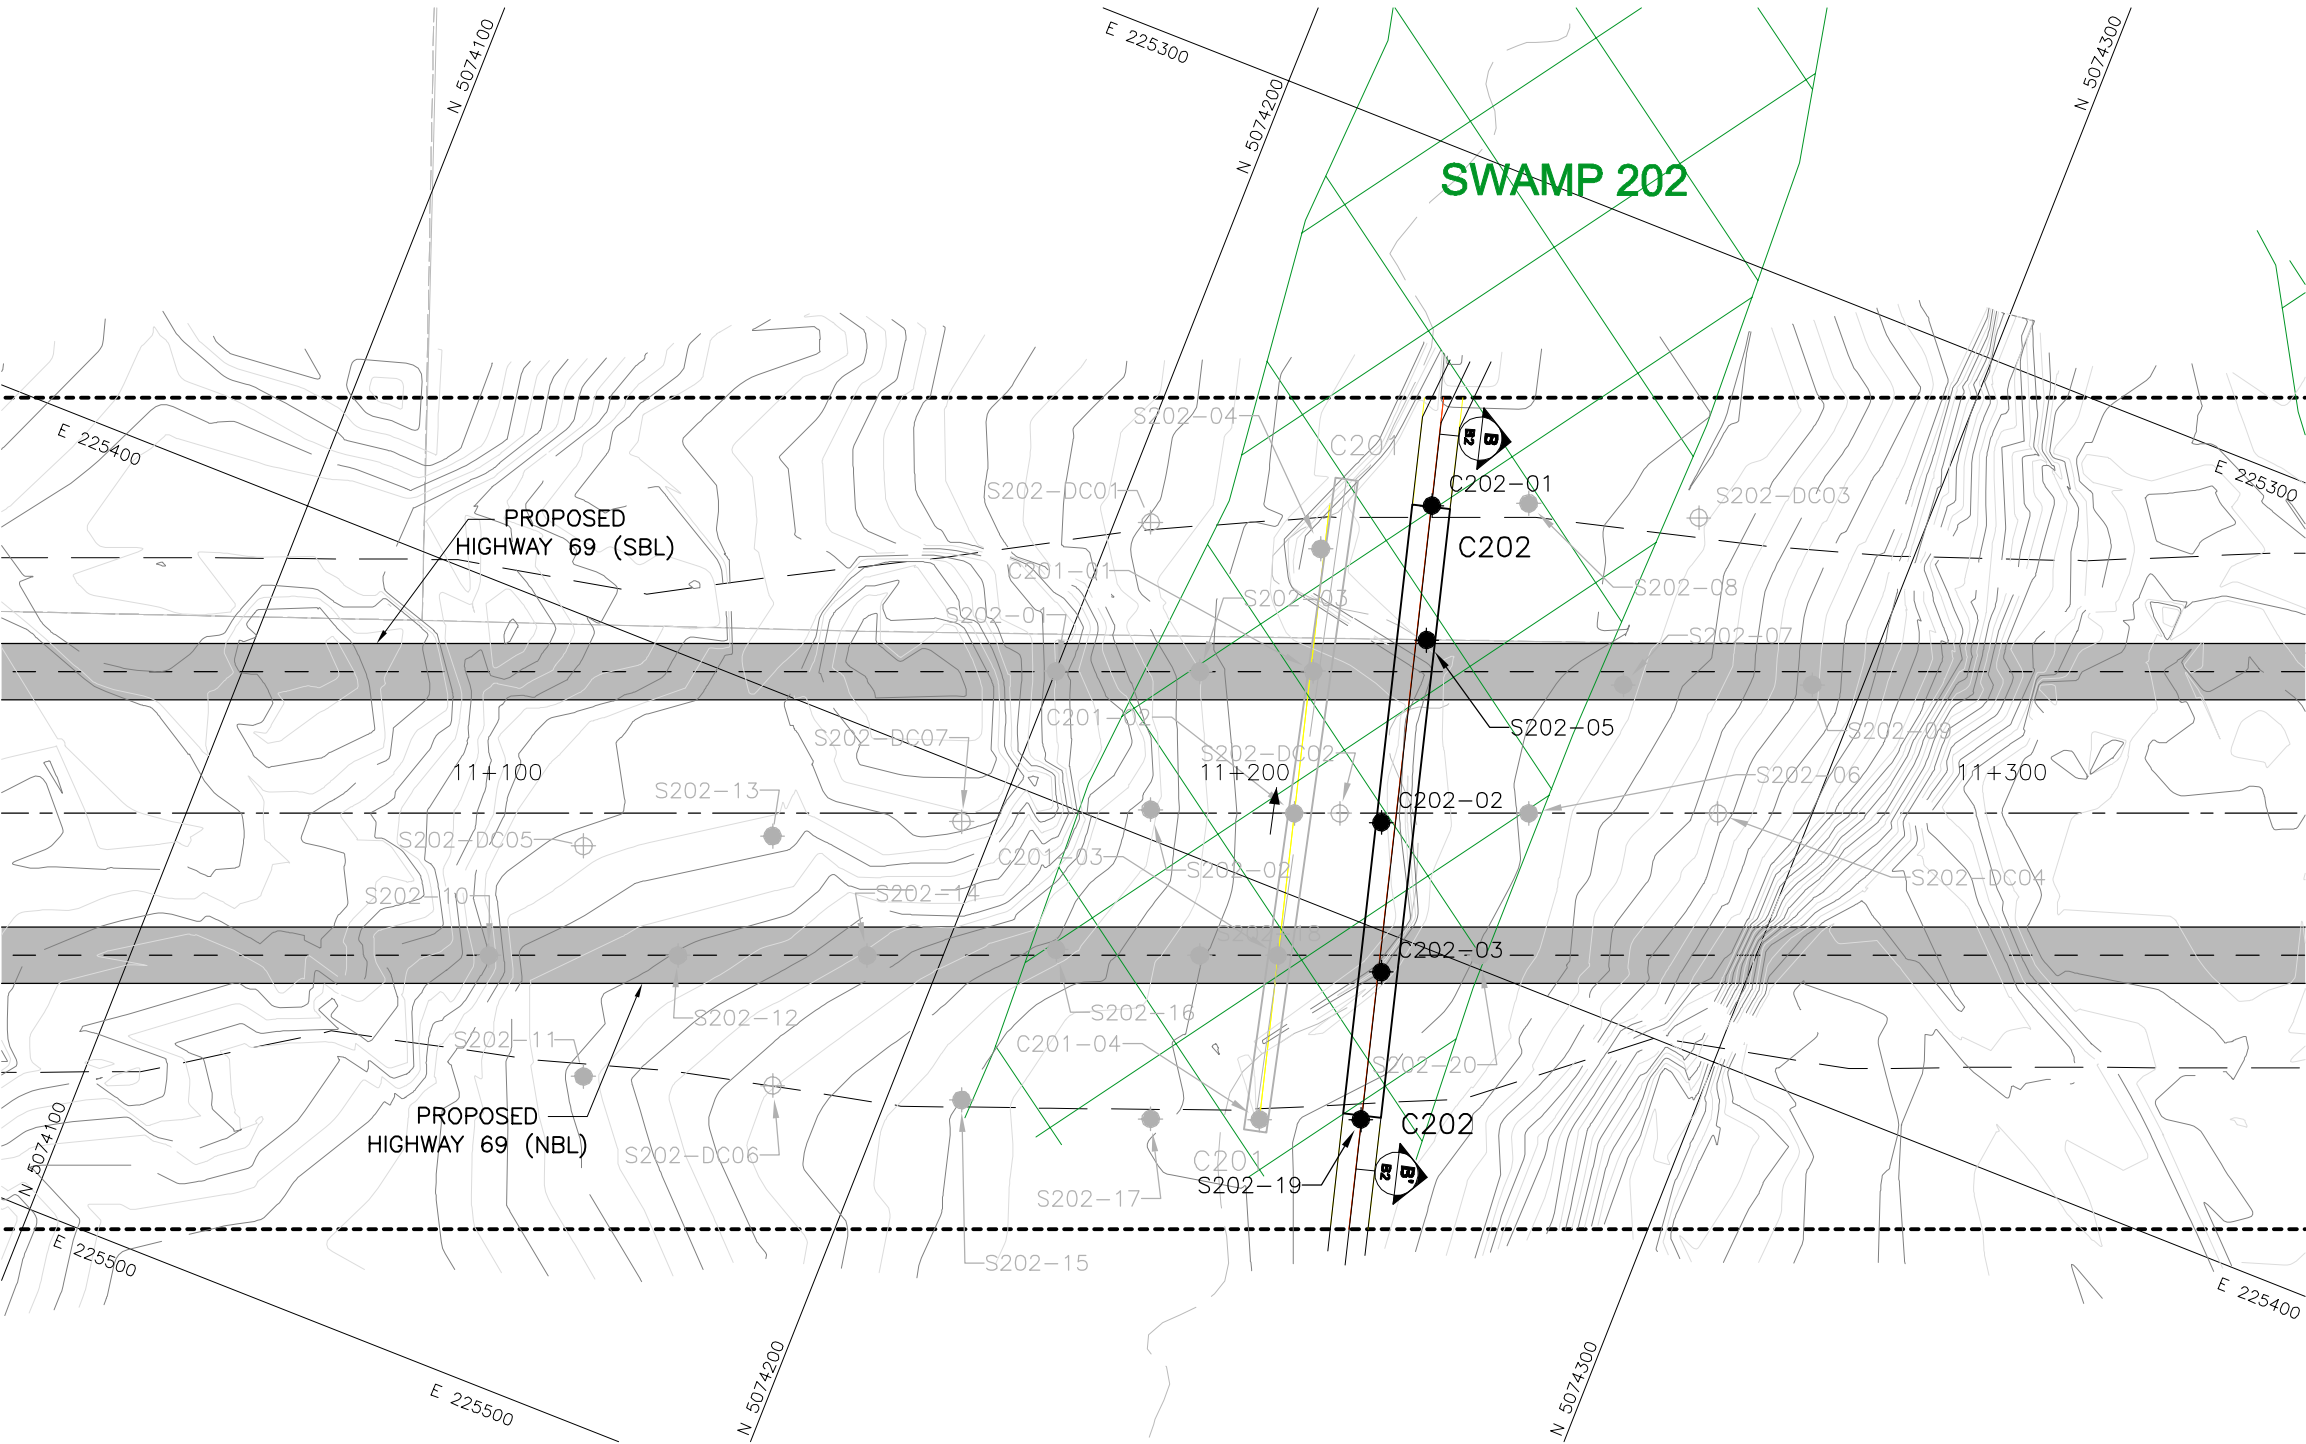 N 5074100
E 225300
N 5074200
N 5074300
SWAMP 202
S202-04
E 225400
C201
B
B2
E 225300
C202-01
S202-DC01
S202-DC03
PROPOSED
HIGHWAY 69 (SBL)
C202
C201-01
S202-08
S202-03
S202-01
S202-07
C201-02
S202-05
S202-09
S202-DC07
S202-DC02
11+100
11+200
S202-06
11+300
S202-13
C202-02
S202-DC05
C201-03
S202-02
S202-DC04
S202-10
S202-14
S202-18
C202-03
S202-12
S202-16
S202-11
C201-04
S202-20
N 5074100
PROPOSED
HIGHWAY 69 (NBL)
C202
S202-DC06
C201
B'
B2
S202-19
S202-17
E 225500
S202-15
E 225400
E 225500
N 5074200
N 5074300